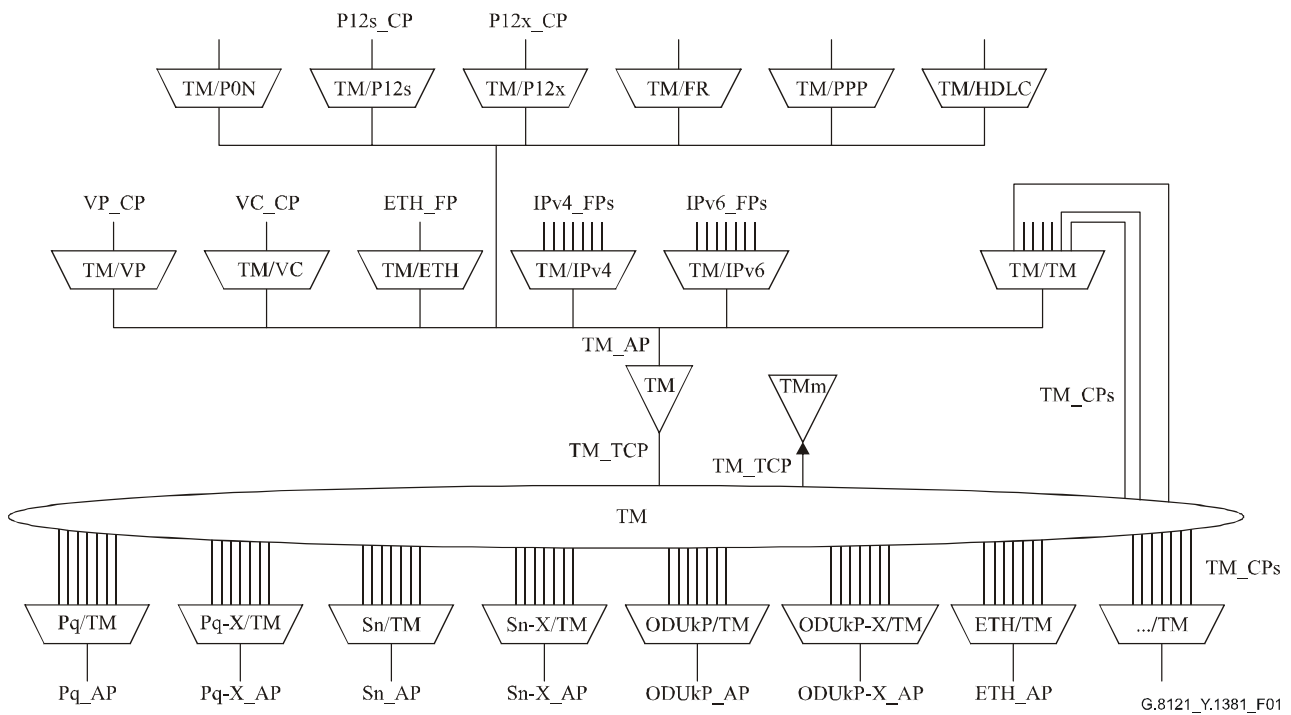 P12s_CP P12x_CP
TM/P0N TM/P12s TM/P12x TM/FR TM/PPP TM/HDLC
VP_CP VC_CP ETH_FP IPv4_FPs IPv6_FPs
TM/VP TM/VC TM/ETH TM/IPv4 TM/IPv6 TM/TM
TM_AP
TM TMm
TM_CPs
TM_TCP TM_TCP
TM
TM_CPs
Pq/TM Pq-X/TM Sn/TM Sn-X/TM ODUkP/TM ODUkP-X/TM ETH/TM .../TM
Pq_AP Pq-X_AP Sn_AP Sn-X_AP ODUkP_AP ODUkP-X_AP ETH_AP
G.8121_Y.1381_F01